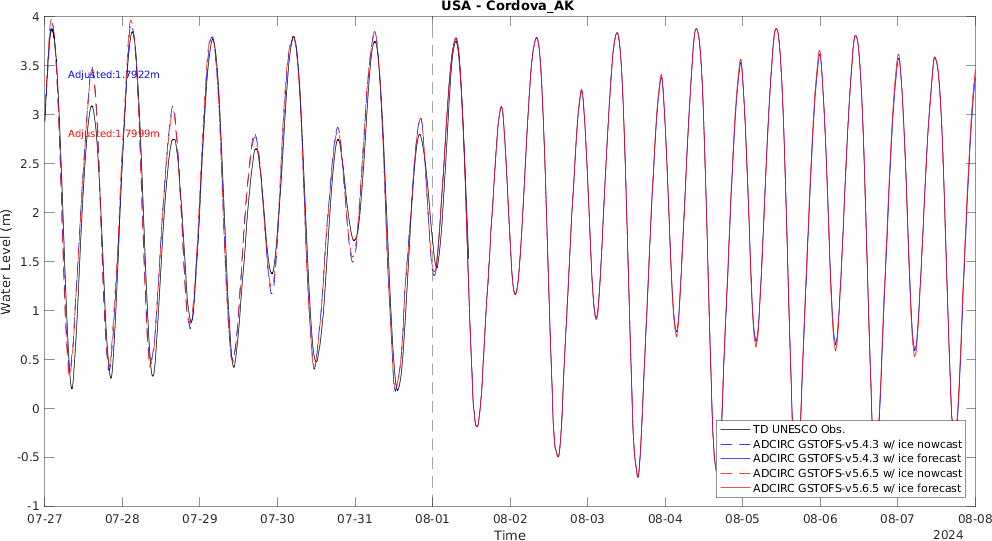 USA - Cordova_AK
4
3.5
3
2.5
2
1.5
1
0.5
0
-0.5
-1
Water Level (m)
Adjusted:1.7922m
Adjusted:1.7999m
TD UNESCO Obs.
ADCIRC GSTOFS-v5.4.3 w/ ice nowcast
ADCIRC GSTOFS-v5.4.3 w/ ice forecast
ADCIRC GSTOFS-v5.6.5 w/ ice nowcast
ADCIRC GSTOFS-v5.6.5 w/ ice forecast
07-27 07-28 07-29 07-30 07-31 08-01 08-02 08-03 08-04 08-05 08-06 08-07 08-08
Time
2024